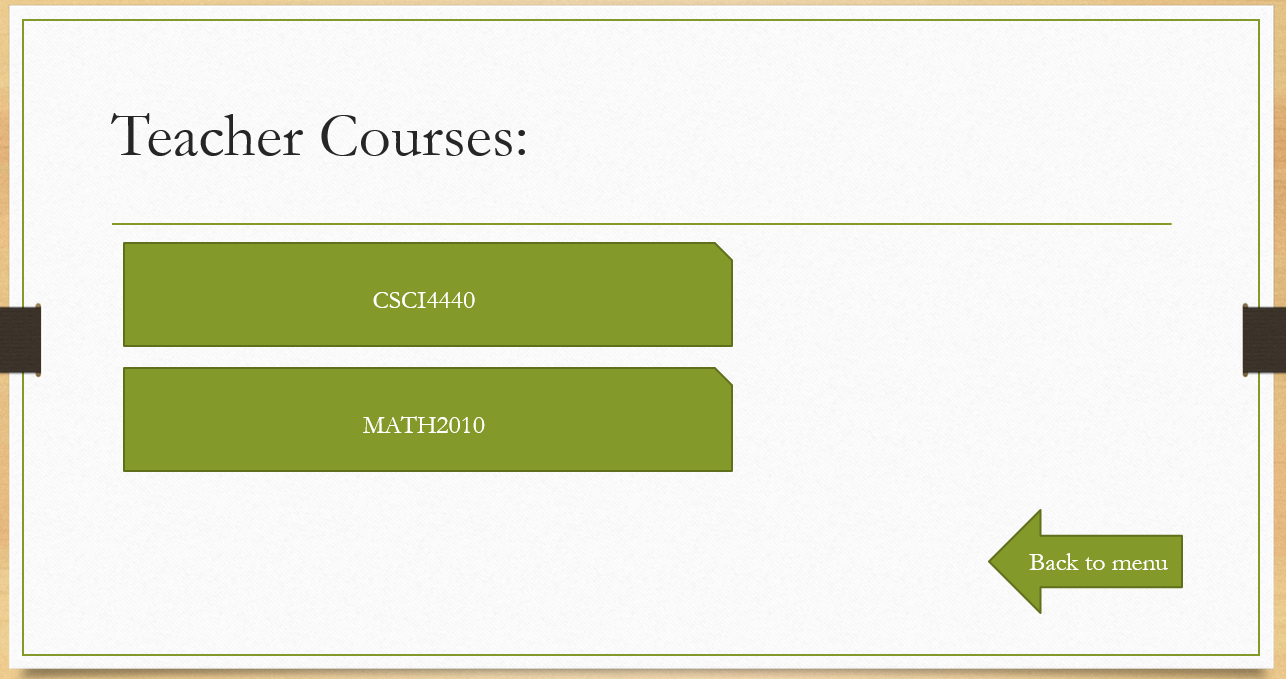 Teacher Courses:
CSCI4440
MATH2010
Back to menu